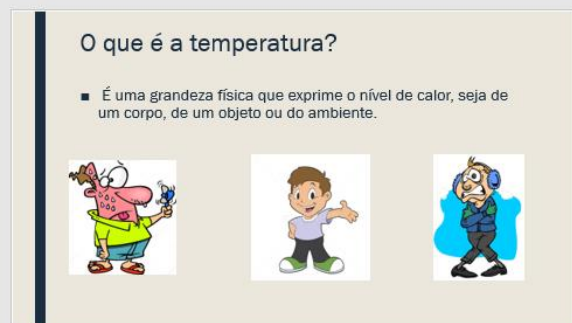 O que é a temperatura?
É uma grandeza física que exprime o nível de calor, seja de
um corpo, de um objeto ou do ambiente.